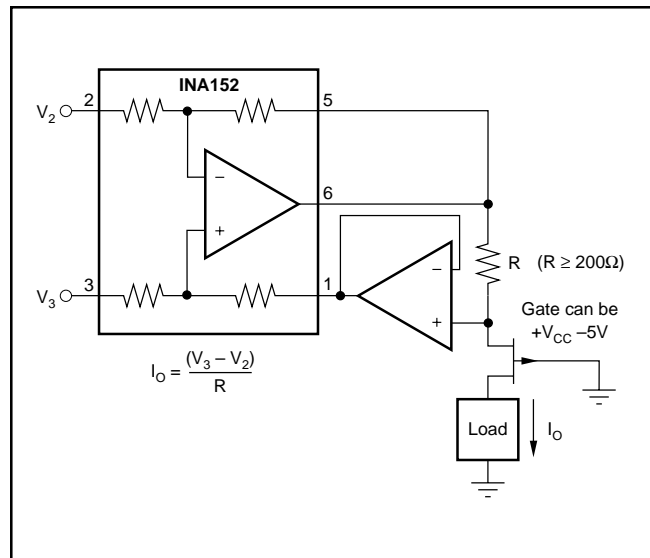 INA152
2
5
V2
−
6
+
−
R (R ≥ 200Ω)
3
1
V3
+
Gate can be
+VCC –5V
IO = (V3 – V2)
R
Load
IO